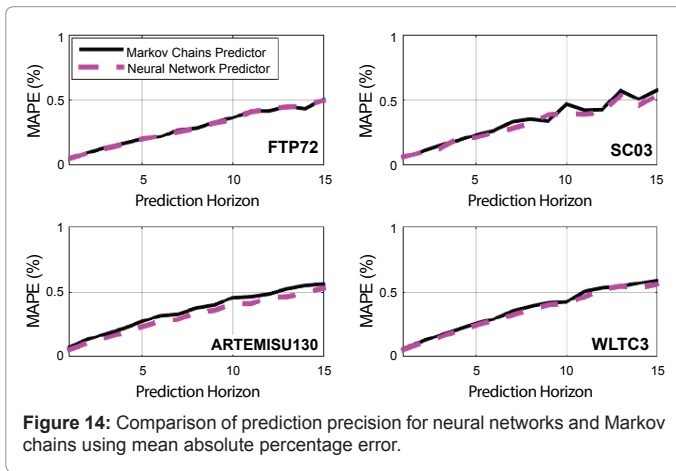 1
Markov Chains Predictor
Neural Network Predictor
MAPE (%)
0.5
FTP72
0
5
10
15
Prediction Horizon
1
MAPE (%)
0.5
SC03
0
5
10
15
Prediction Horizon
1
MAPE (%)
0.5
ARTEMISU130
0
5
10
15
Prediction Horizon
1
MAPE (%)
0.5
WLTC3
0
5
10
15
Prediction Horizon
Figure 14: Comparison of prediction precision for neural networks and Markov
chains using mean absolute percentage error.